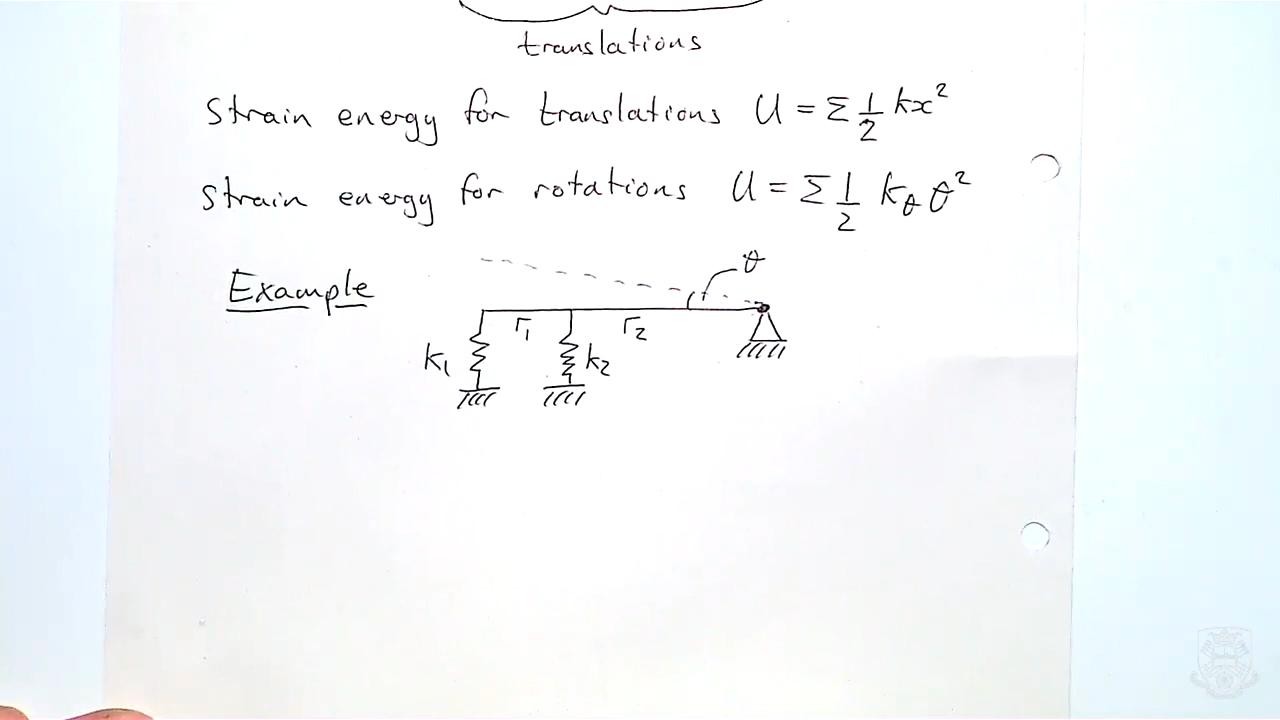 translations
Strain energy for translations U = Σ 1/2 kx²
Strain energy for rotations U = Σ 1/2 k_θ θ²
Example
θ
r₁ r₂
k₁ k₂